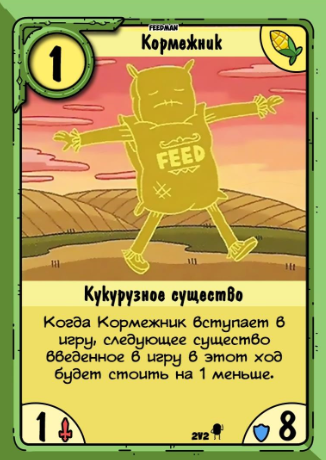 FEEDMAN
1 Кормежник
FEED
Кукурузное существо
Когда Кормежник вступает в
игру, следующее существо
введенное в игру в этот ход
будет стоить на 1 меньше.
1 2V2 8